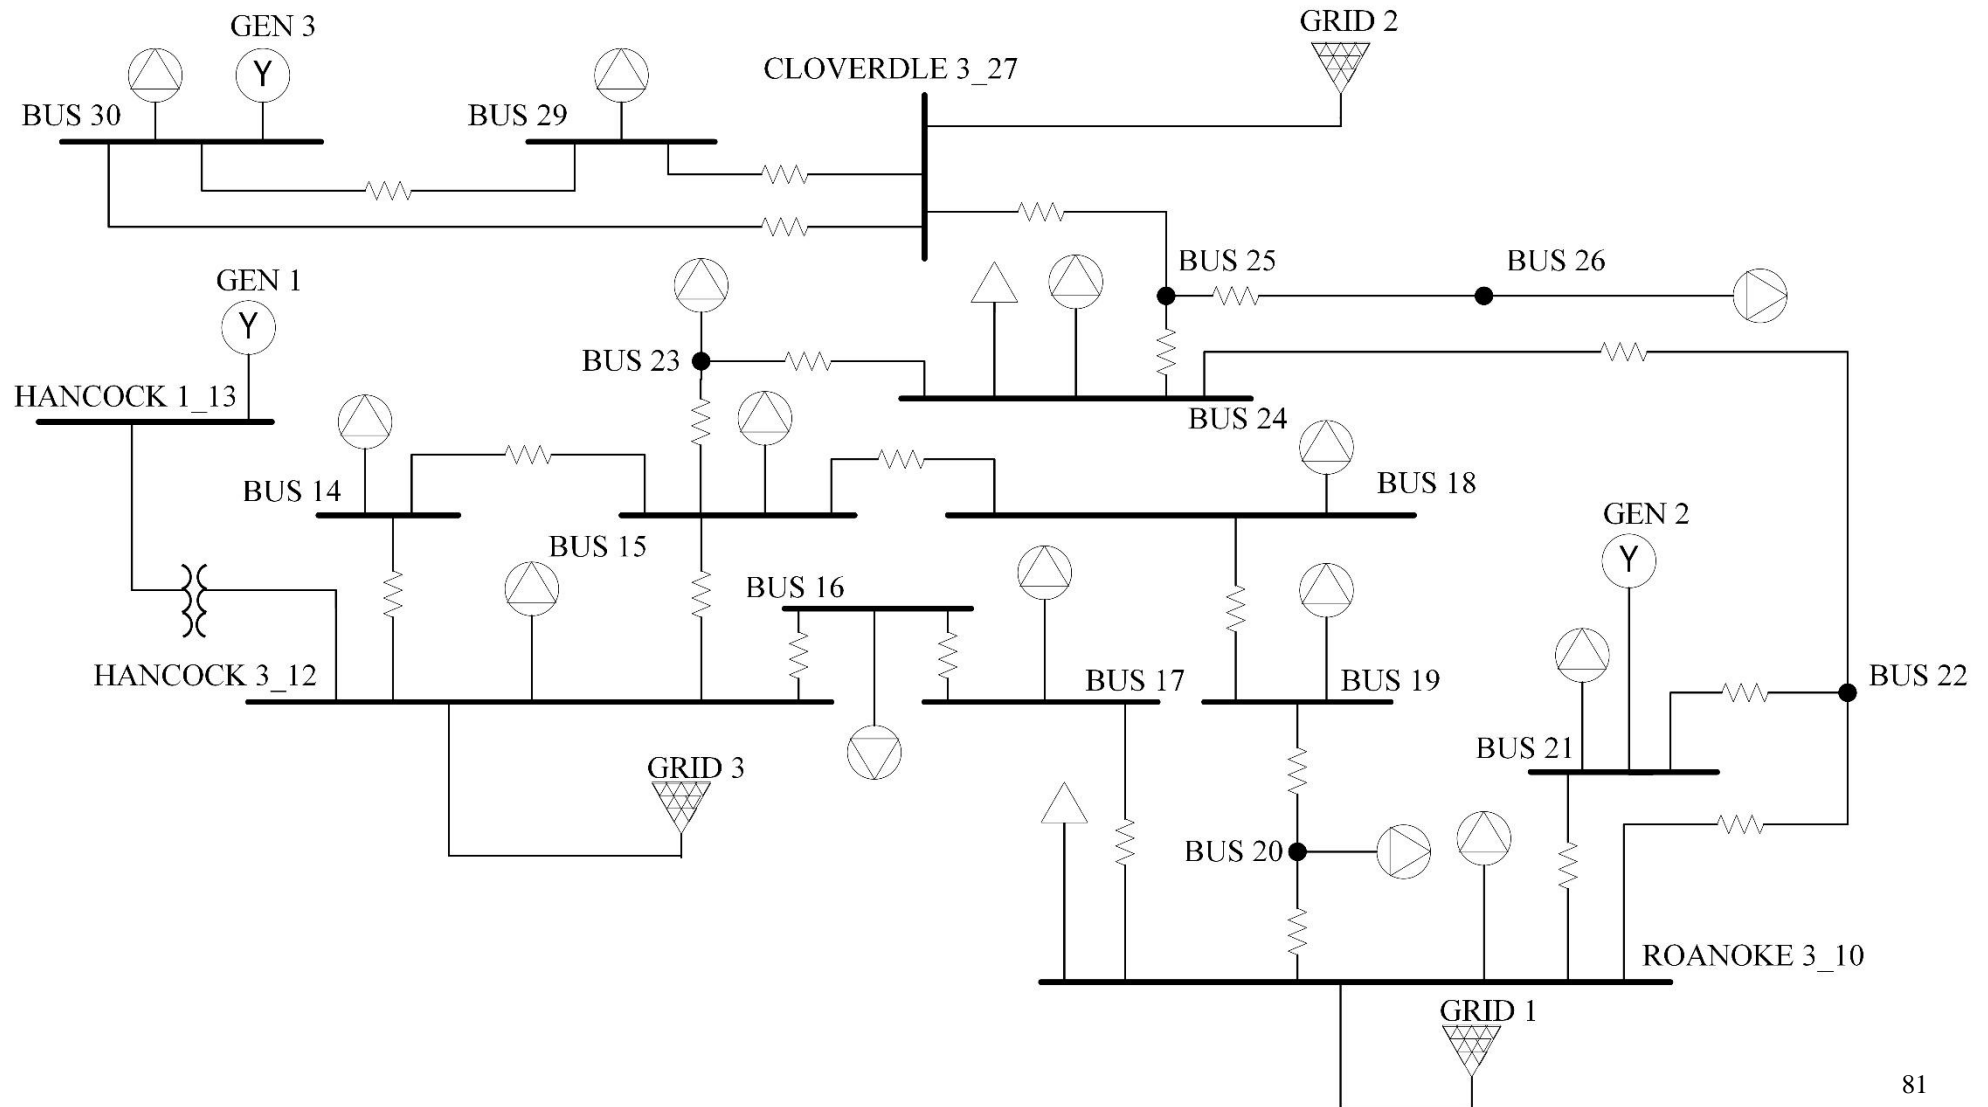 GRID 2
GEN 3
CLOVERDLE 3_27
BUS 30
BUS 29
BUS 25
BUS 26
GEN 1
BUS 23
HANCOCK 1_13
BUS 24
BUS 14
BUS 18
GEN 2
BUS 15
BUS 16
HANCOCK 3_12
BUS 17
BUS 19
BUS 22
BUS 21
GRID 3
BUS 20
ROANOKE 3_10
GRID 1
81
Y
Y
Y